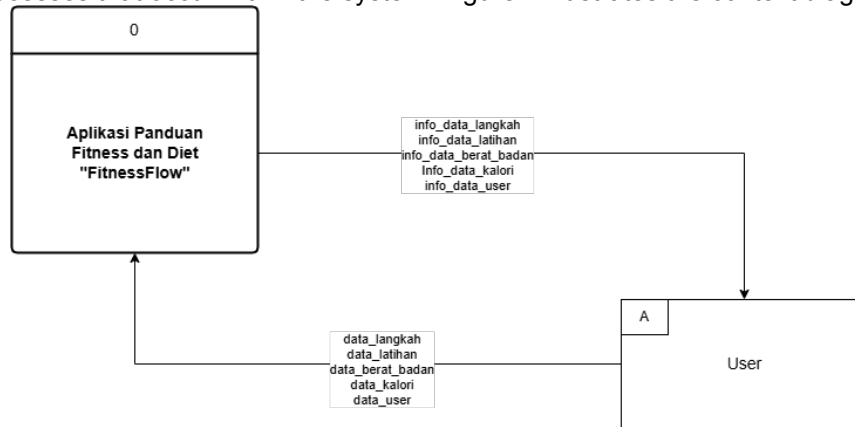 0
Aplikasi Panduan
Fitness dan Diet
"FitnessFlow"
info_data_langkah
info_data_latihan
info_data_berat_badan
Info_data_kalori
info_data_user
A
User
data_langkah
data_latihan
data_berat_badan
data_kalori
data_user